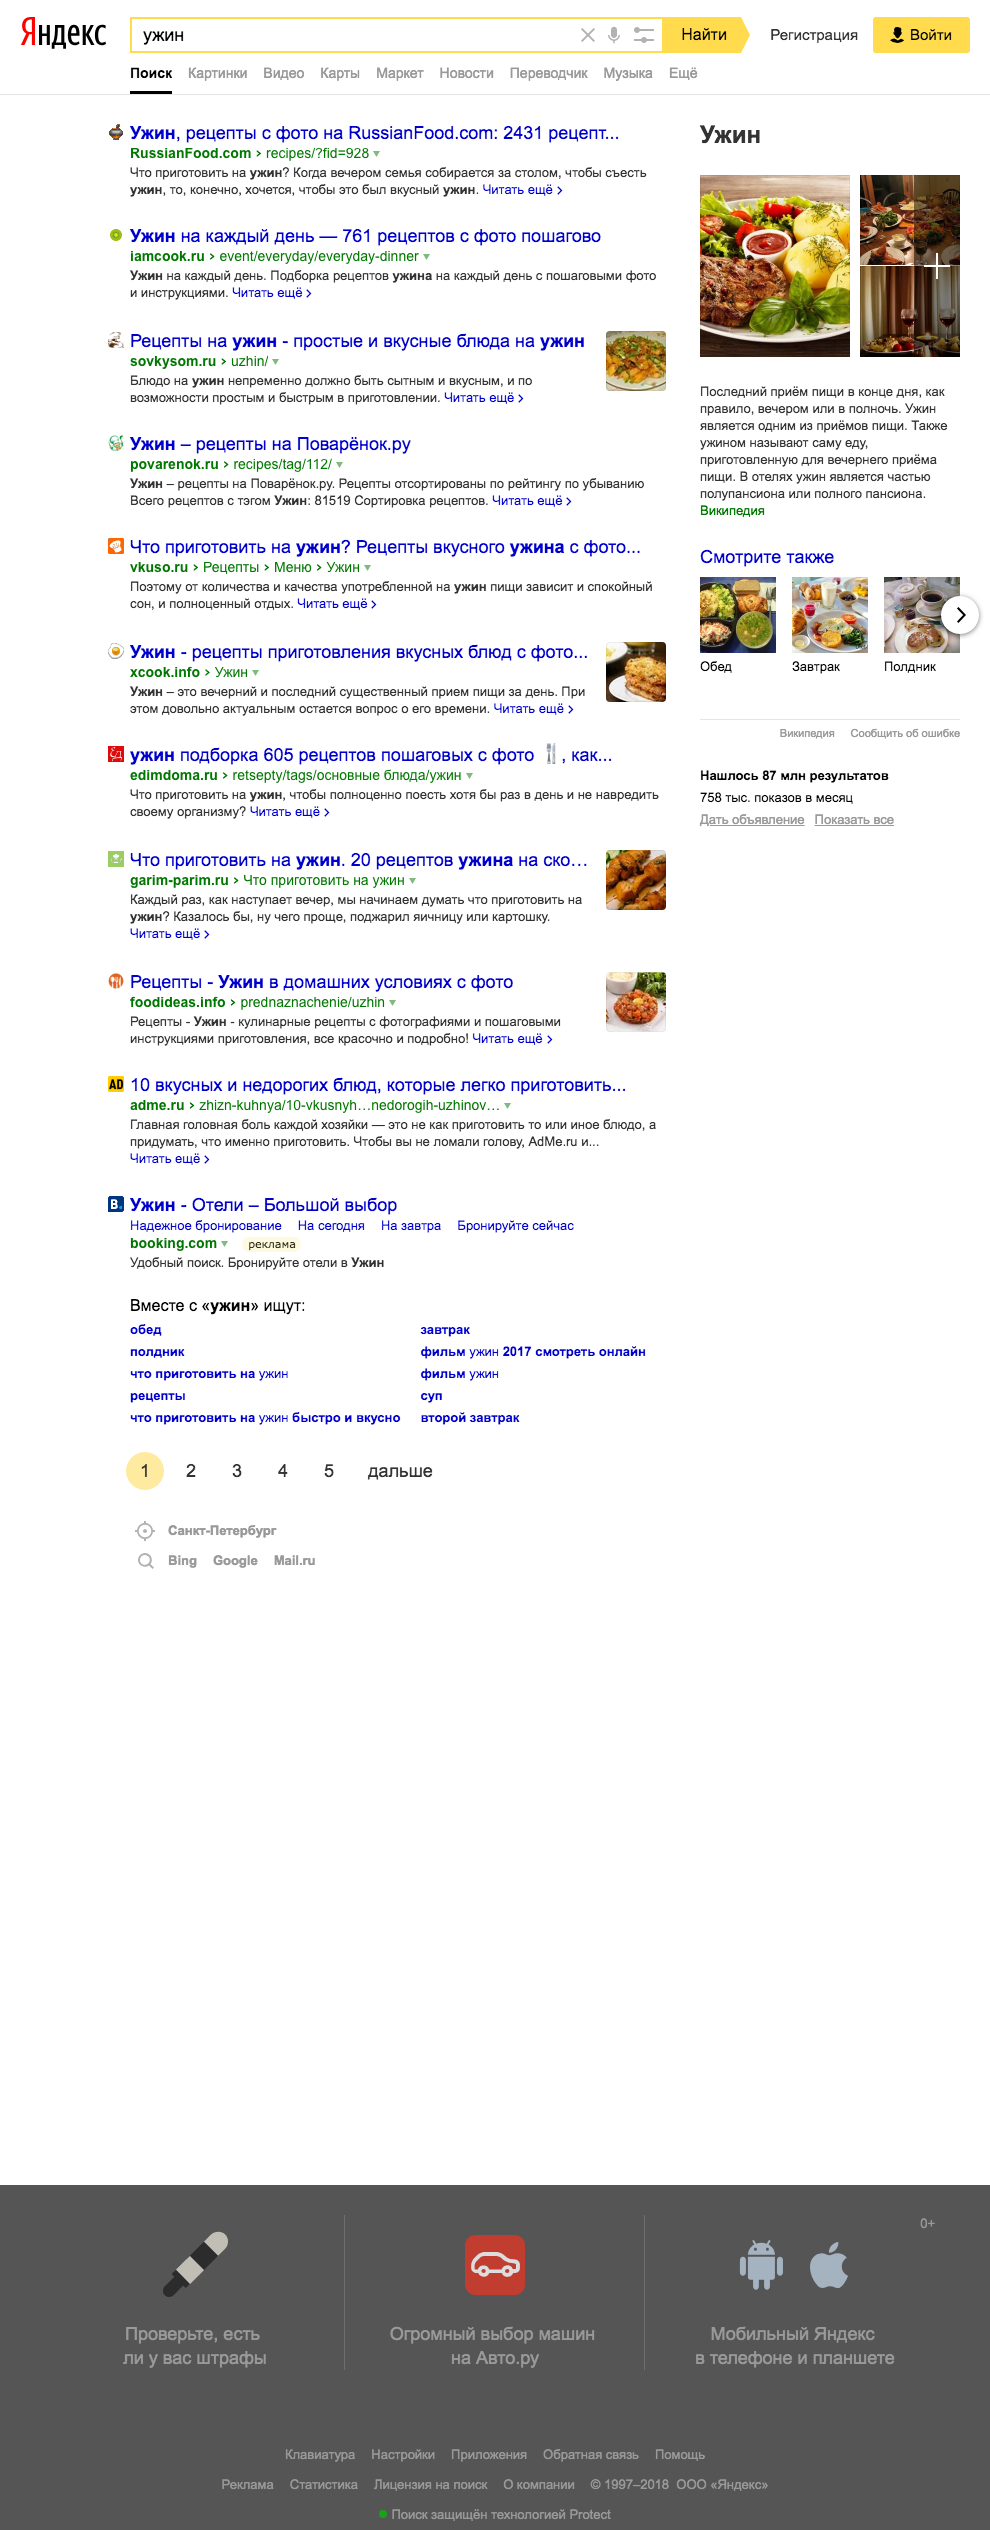 Яндекс
ужин
Найти
Регистрация
Войти
Поиск Картинки Видео Карты Маркет Новости Переводчик Музыка Ещё
Ужин, рецепты с фото на RussianFood.com: 2431 рецепт...
RussianFood.com › recipes/?fid=928
Что приготовить на ужин? Когда вечером семья собирается за столом, чтобы съесть
ужин, то, конечно, хочется, чтобы это был вкусный ужин. Читать ещё ›
Ужин на каждый день — 761 рецептов с фото пошагово
iamcook.ru › event/everyday/everyday-dinner
Ужин на каждый день. Подборка рецептов ужина на каждый день с пошаговыми фото
и инструкциями. Читать ещё ›
Рецепты на ужин - простые и вкусные блюда на ужин
sovkysom.ru › uzhin/
Блюдо на ужин непременно должно быть сытным и вкусным, и по
возможности простым и быстрым в приготовлении. Читать ещё ›
Ужин – рецепты на Поварёнок.ру
povarenok.ru › recipes/tag/112/
Ужин – рецепты на Поварёнок.ру. Рецепты отсортированы по рейтингу по убыванию
Всего рецептов с тэгом Ужин: 81519 Сортировка рецептов. Читать ещё ›
Что приготовить на ужин? Рецепты вкусного ужина с фото...
vkuso.ru › Рецепты › Меню › Ужин
Поэтому от количества и качества употребленной на ужин пищи зависит и спокойный
сон, и полноценный отдых. Читать ещё ›
Ужин - рецепты приготовления вкусных блюд с фото...
xcook.info › Ужин
Ужин – это вечерний и последний существенный прием пищи за день. При
этом довольно актуальным остается вопрос о его времени. Читать ещё ›
ужин подборка 605 рецептов пошаговых с фото 🍴, как...
edimdoma.ru › retsepty/tags/основные блюда/ужин
Что приготовить на ужин, чтобы полноценно поесть хотя бы раз в день и не навредить
своему организму? Читать ещё ›
Что приготовить на ужин. 20 рецептов ужина на ско...
garim-parim.ru › Что приготовить на ужин
Каждый раз, как наступает вечер, мы начинаем думать что приготовить на
ужин? Казалось бы, ну чего проще, поджарил яичницу или картошку.
Читать ещё ›
Рецепты - Ужин в домашних условиях с фото
foodideas.info › prednaznachenie/uzhin
Рецепты - Ужин - кулинарные рецепты с фотографиями и пошаговыми
инструкциями приготовления, все красочно и подробно! Читать ещё ›
AD
10 вкусных и недорогих блюд, которые легко приготовить...
adme.ru › zhizn-kuhnya/10-vkusnyh…nedorogih-uzhinov…
Главная головная боль каждой хозяйки — это не как приготовить то или иное блюдо, а
придумать, что именно приготовить. Чтобы вы не ломали голову, AdMe.ru и...
Читать ещё ›
B.
Ужин - Отели – Большой выбор
Надежное бронирование На сегодня На завтра Бронируйте сейчас
booking.com реклама
Удобный поиск. Бронируйте отели в Ужин
Вместе с «ужин» ищут:
обед завтрак
полдник фильм ужин 2017 смотреть онлайн
что приготовить на ужин фильм ужин
рецепты суп
что приготовить на ужин быстро и вкусно второй завтрак
1 2 3 4 5 дальше
Санкт-Петербург
Bing Google Mail.ru
Ужин
Последний приём пищи в конце дня, как
правило, вечером или в полночь. Ужин
является одним из приёмов пищи. Также
ужином называют саму еду,
приготовленную для вечернего приёма
пищи. В отелях ужин является частью
полупансиона или полного пансиона.
Википедия
Смотрите также
Обед Завтрак Полдник
Википедия Сообщить об ошибке
Нашлось 87 млн результатов
758 тыс. показов в месяц
Дать объявление Показать все
0+
Проверьте, есть
ли у вас штрафы
Огромный выбор машин
на Авто.ру
Мобильный Яндекс
в телефоне и планшете
Клавиатура Настройки Приложения Обратная связь Помощь
Реклама Статистика Лицензия на поиск О компании © 1997–2018 ООО «Яндекс»
Поиск защищён технологией Protect